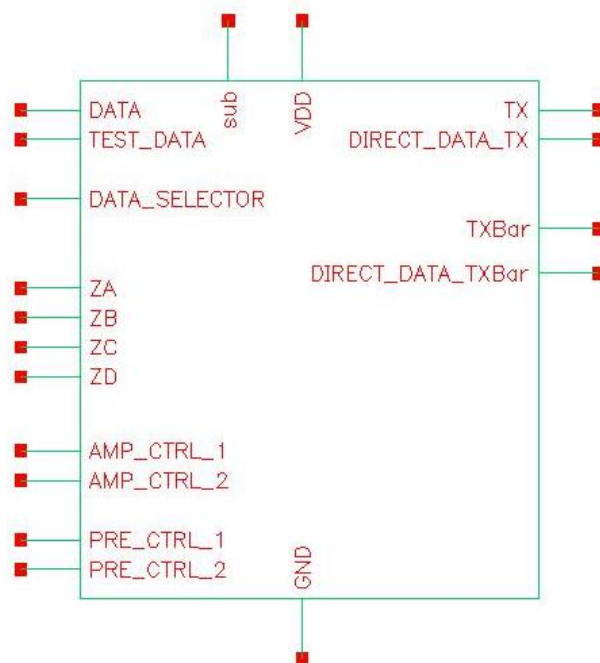 sub
VDD
DATA
TX
TEST_DATA
DIRECT_DATA_TX
DATA_SELECTOR
TXBar
DIRECT_DATA_TXBar
ZA
ZB
ZC
ZD
AMP_CTRL_1
AMP_CTRL_2
PRE_CTRL_1
PRE_CTRL_2
GND